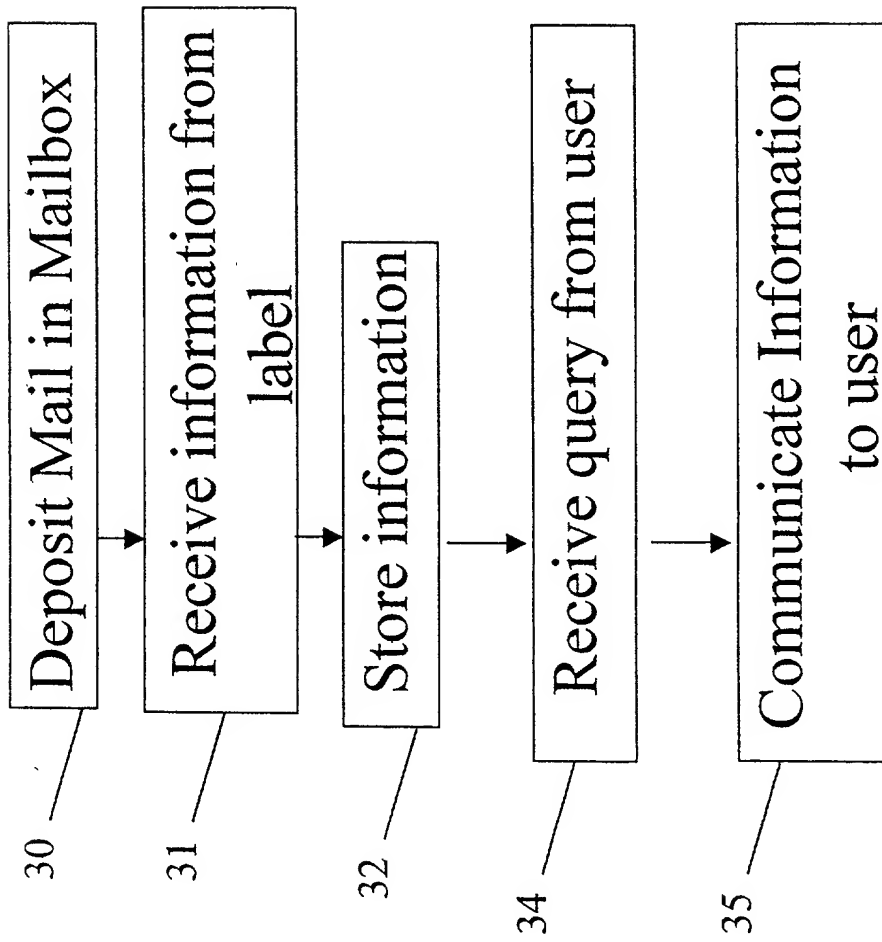 30
Deposit Mail in Mailbox
31
Receive information from
label
32
Store information
34
Receive query from user
35
Communicate Information
to user